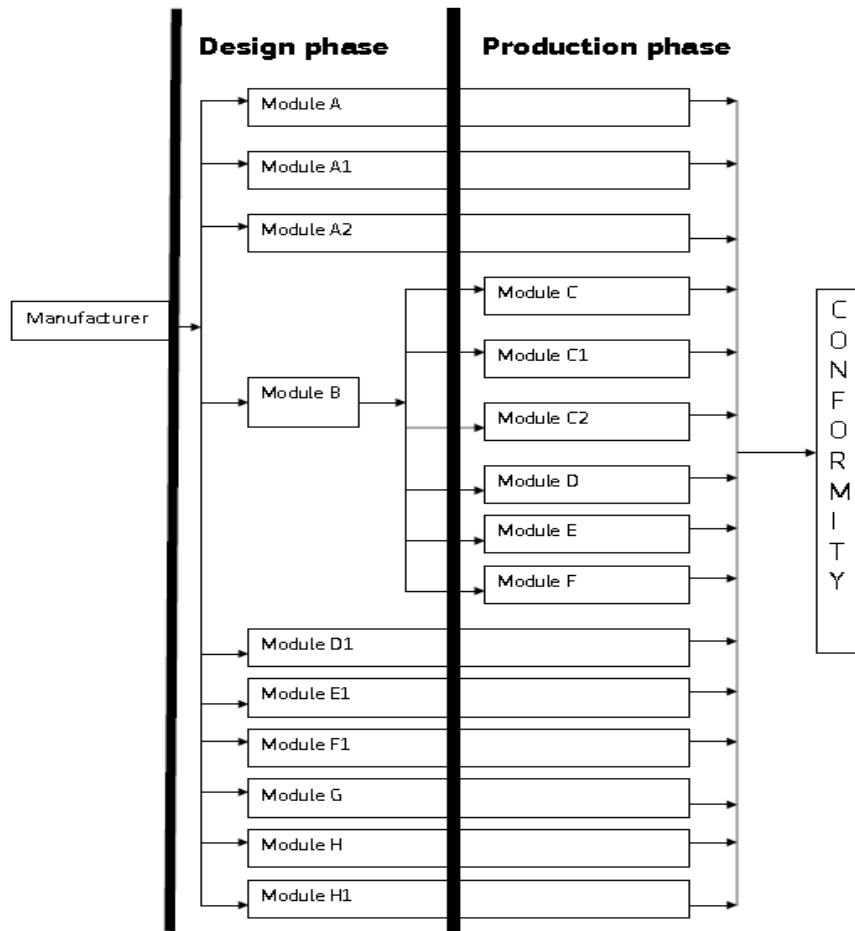 Design phase
Production phase
Module A
Module A1
Module A2
Module C
Manufacturer
Module C1
Module B
Module C2
Module D
Module E
Module F
CONFORMITY
Module D1
Module E1
Module F1
Module G
Module H
Module H1